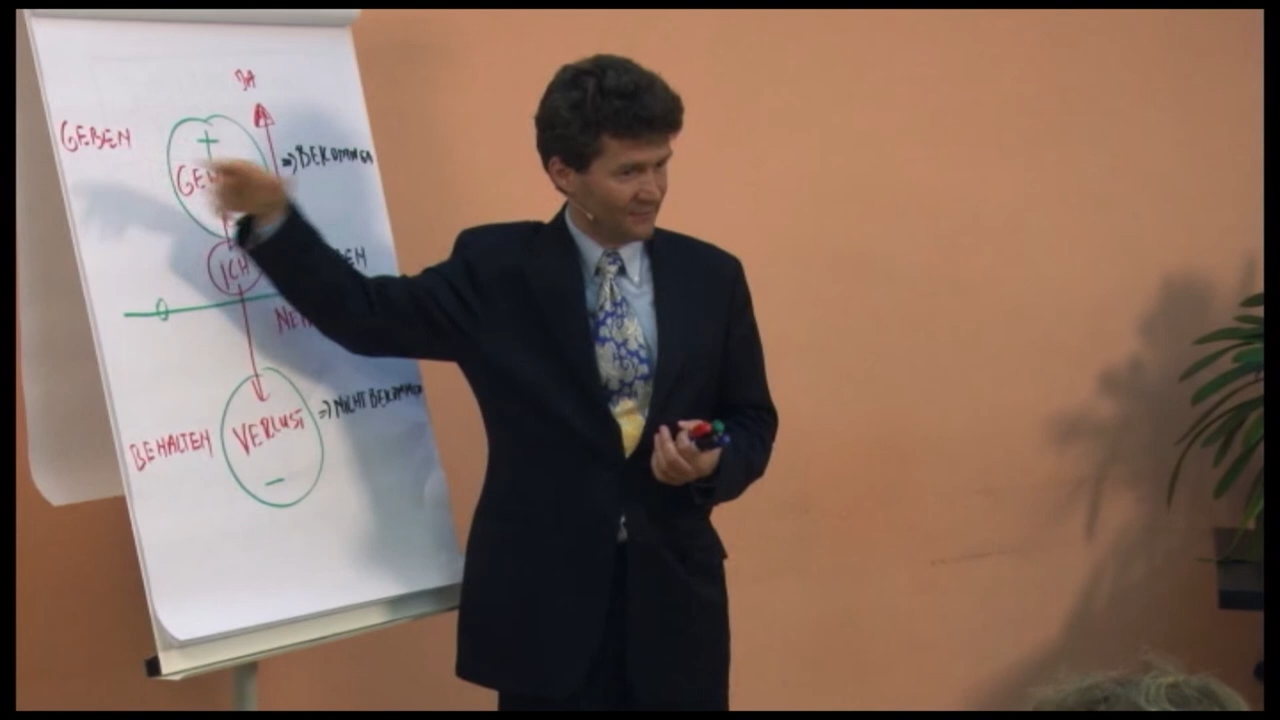 JA
GEBEN
+
=> BEKOMMEN
ICH
0
BEHALTEN
VERLUST
=> NICHT BEKOMMEN
-